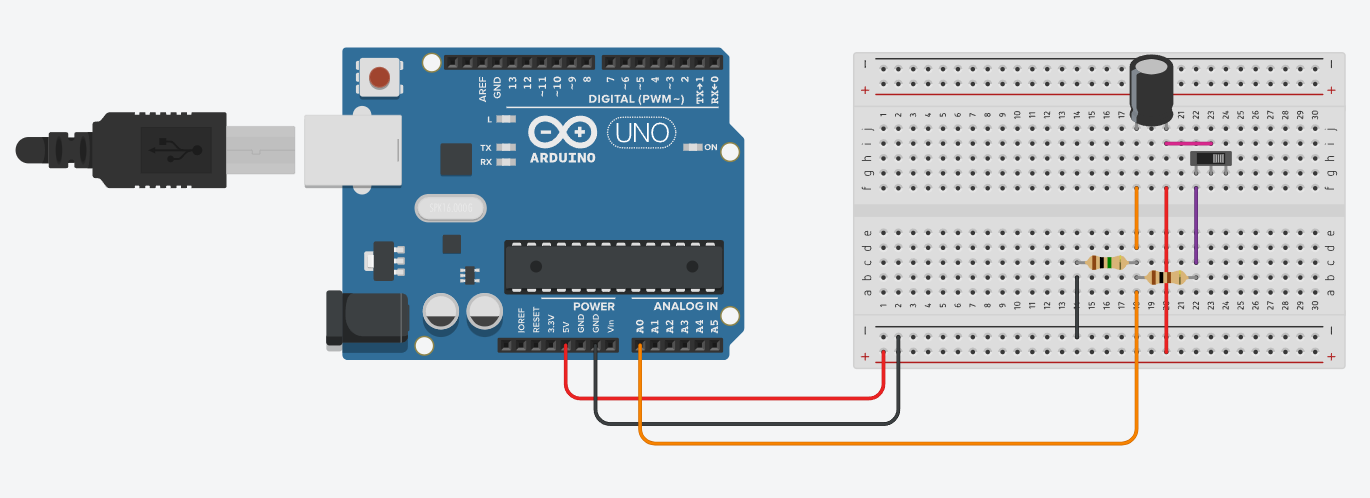 AREF
GND
13
12
~11
~10
~9
8
7
~6
~5
4
~3
2
TX→1
RX←0
DIGITAL (PWM~)
L
TX
RX
ARDUINO
UNO
ON
POWER
ANALOG IN
IOREF
RESET
3.3V
5V
GND
GND
Vin
A0
A1
A2
A3
A4
A5
− −
+ +
1 2 3 4 5 6 7 8 9 10 11 12 13 14 15 16 17 22 23 24 25 26 27 28 29 30
j j
i i
h h
g g
f f
e e
d d
c c
b b
a a
1 2 3 4 5 6 7 8 9 10 11 12 13 14 15 16 17 19 20 21 22 23 24 25 26 27 28 29 30
− −
+ +